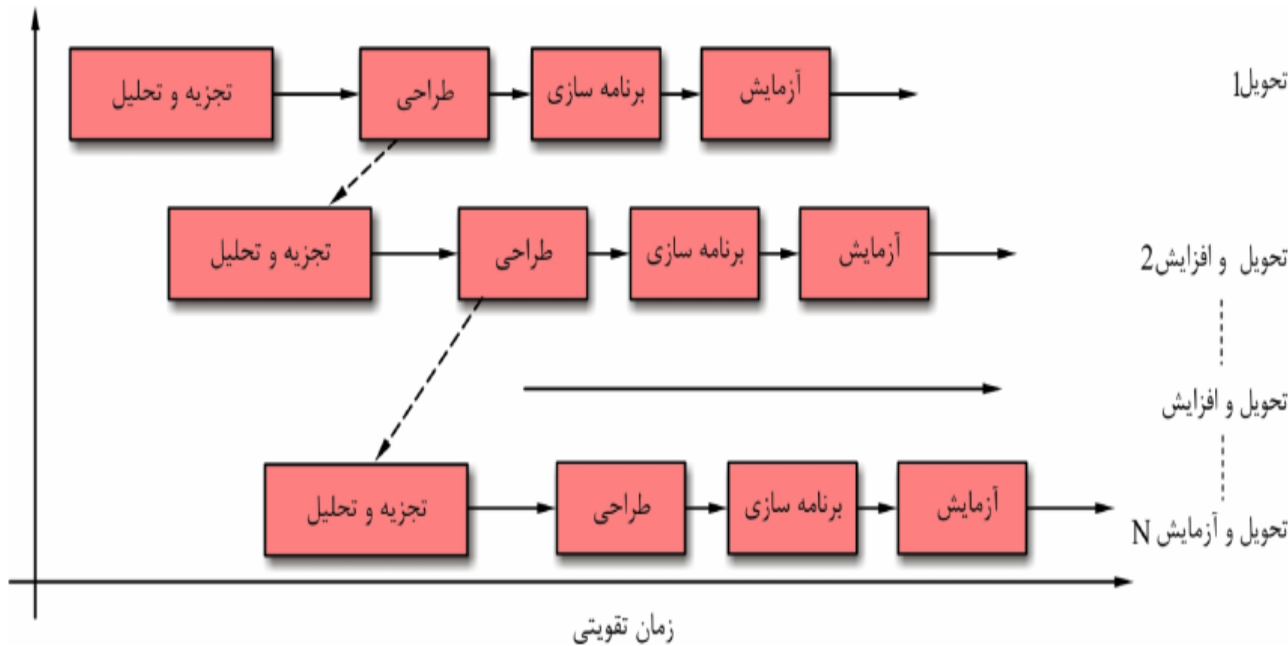 تجزیه و تحلیل
طراحی
برنامه سازی
آزمایش
تحویل1
تجزیه و تحلیل
طراحی
برنامه سازی
آزمایش
تحویل و افزایش2
تحویل و افزایش
تجزیه و تحلیل
طراحی
برنامه سازی
آزمایش
تحویل و آزمایش N
زمان تقویتی